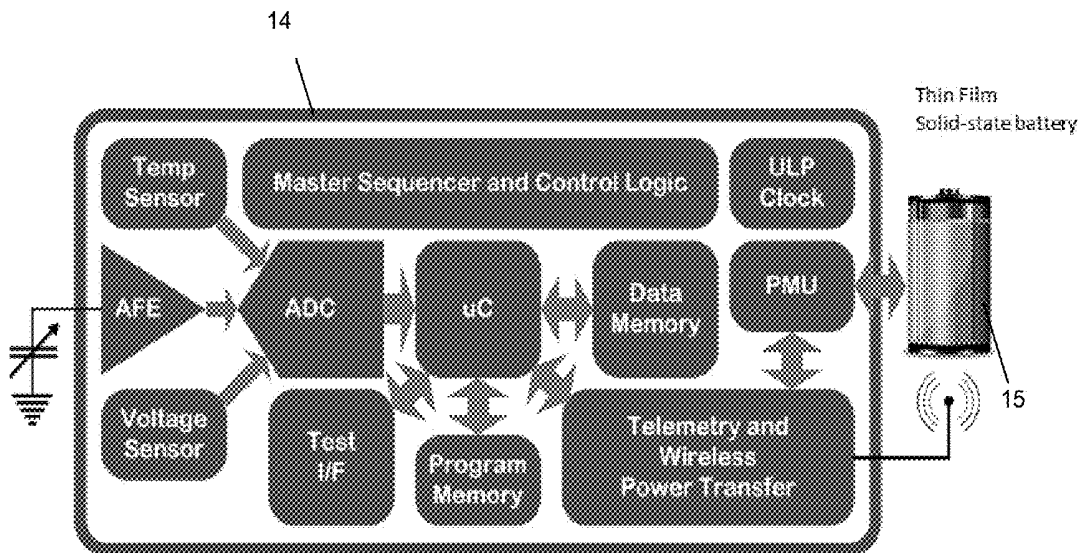 14
Thin Film
Solid-state battery
Temp
Sensor
Master Sequencer and Control Logic
ULP
Clock
AFE
ADC
uC
Data
Memory
PMU
Voltage
Sensor
Test
I/F
Program
Memory
Telemetry and
Wireless
Power Transfer
15